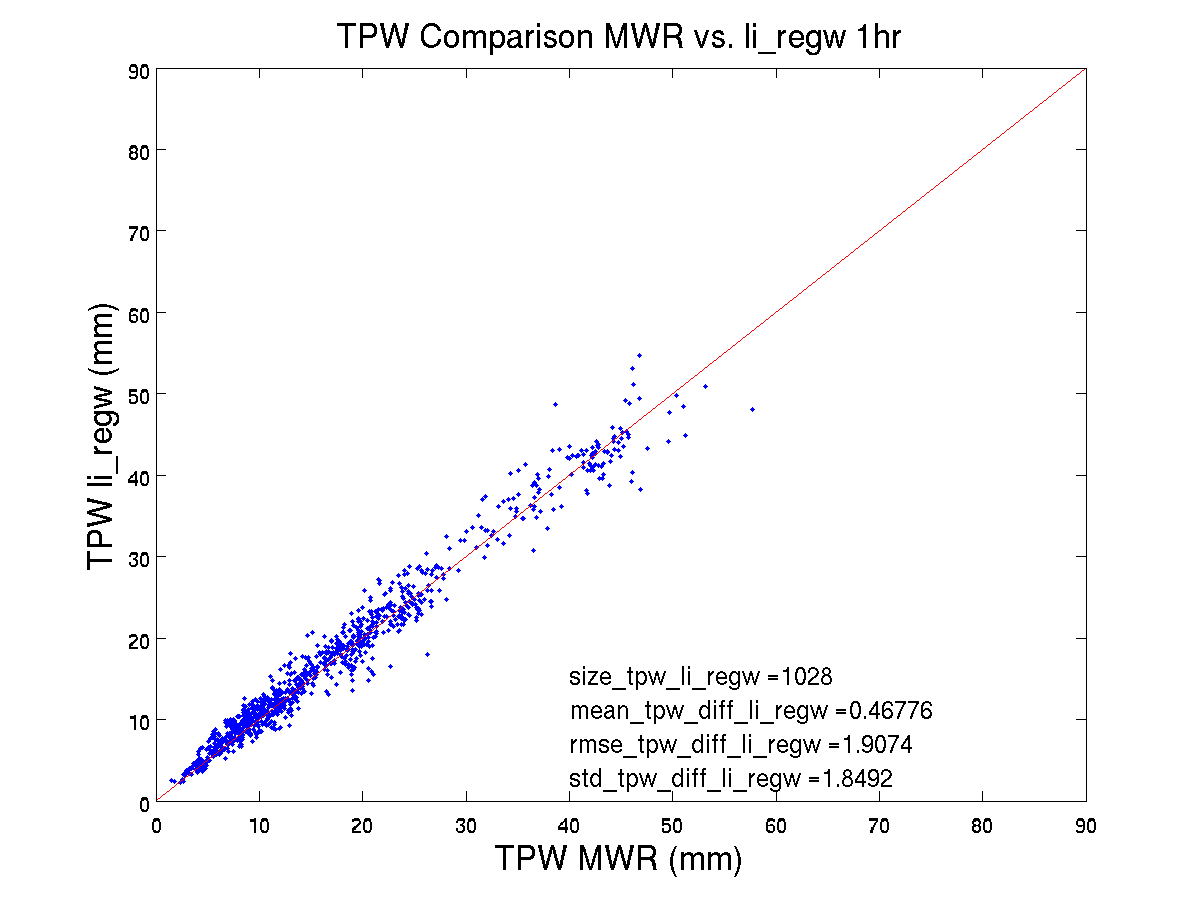 TPW Comparison MWR vs. li_regw 1hr
90
80
70
60
50
40
30
20
10
0
TPW li_regw (mm)
size_tpw_li_regw =1028
mean_tpw_diff_li_regw =0.46776
rmse_tpw_diff_li_regw =1.9074
std_tpw_diff_li_regw =1.8492
0 10 20 30 40 50 60 70 80 90
TPW MWR (mm)